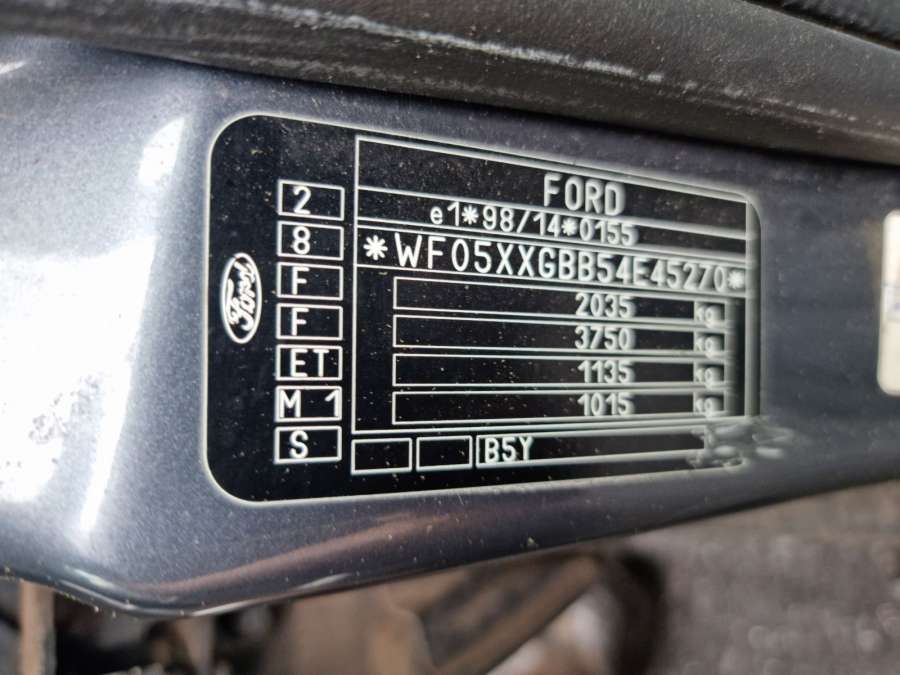 Ford
2
8
F
F
ET
M 1
S
FORD
e1*98/14*0155
*WF05XXGBB54E45270*
2035 kg
3750 kg
1135 kg
1015 kg
B5Y